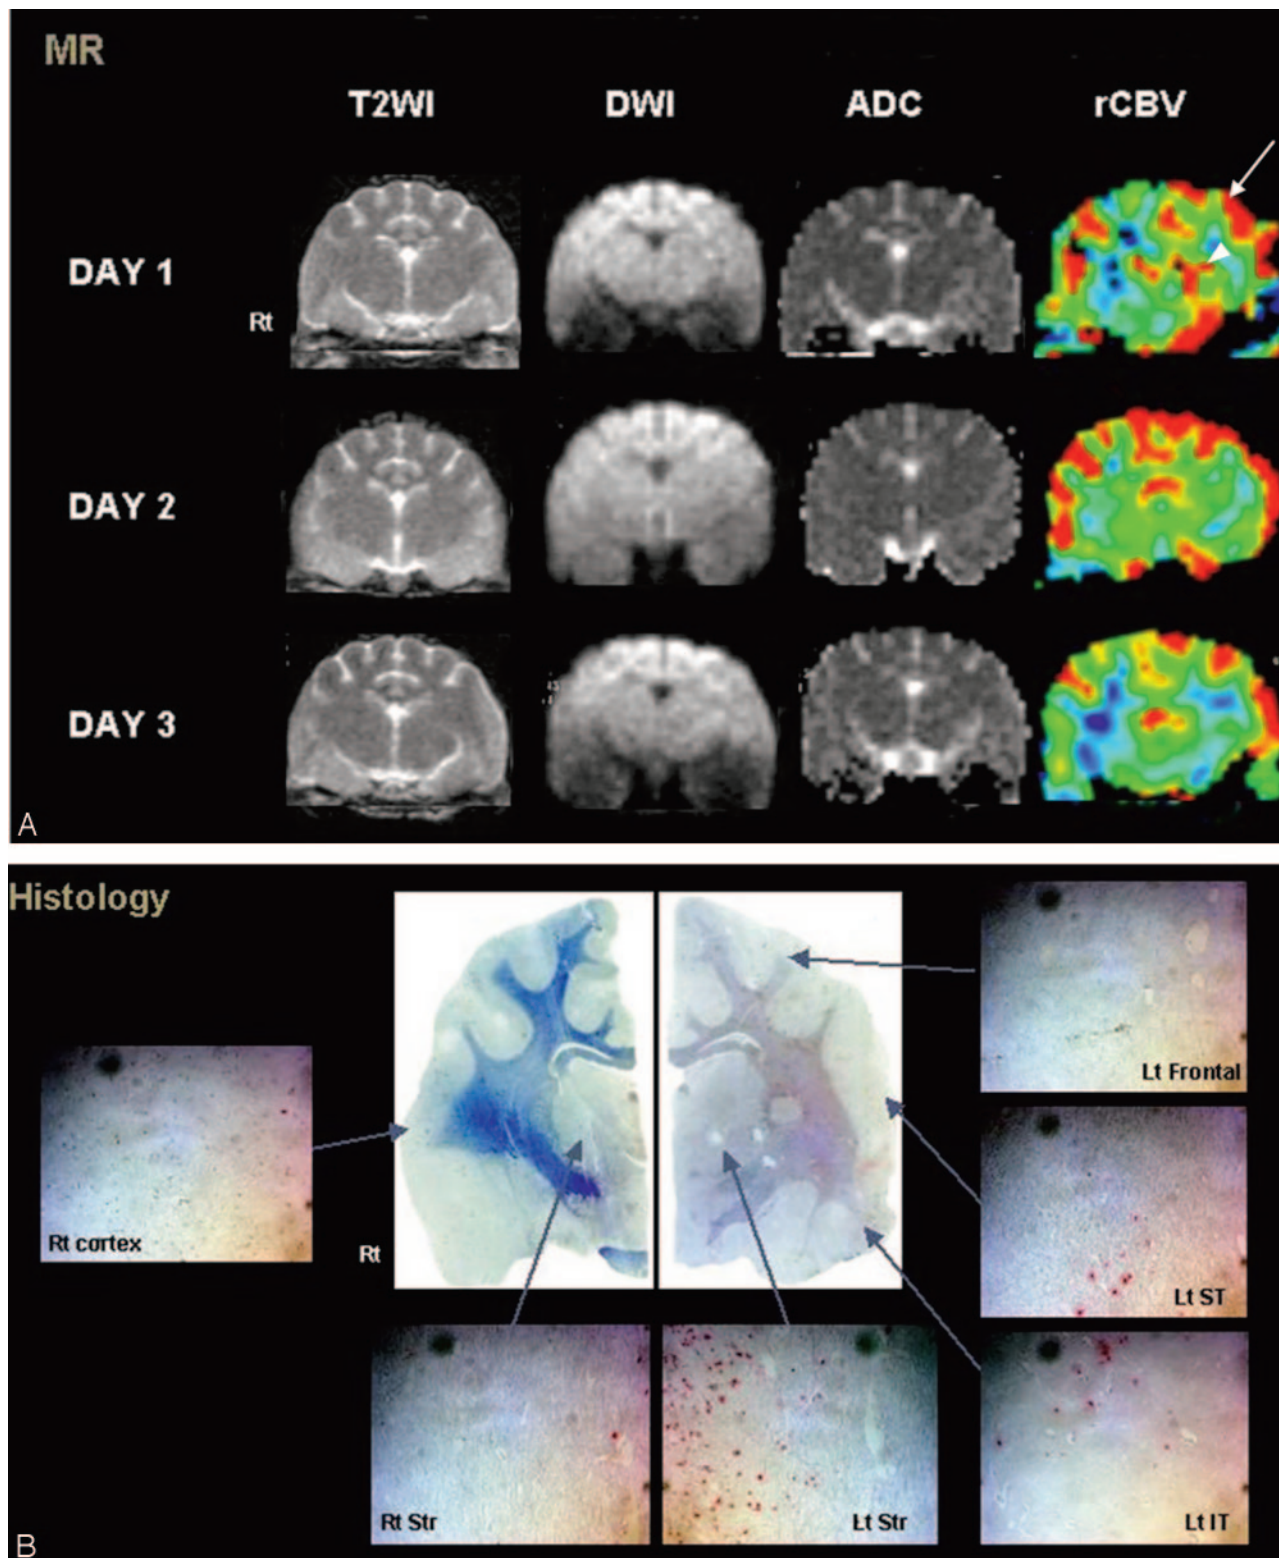 MR
T2WI DWI ADC rCBV
DAY 1
Rt
DAY 2
DAY 3
A
Histology
Lt Frontal
Rt cortex
Rt
Lt ST
Rt Str
Lt Str
Lt IT
B